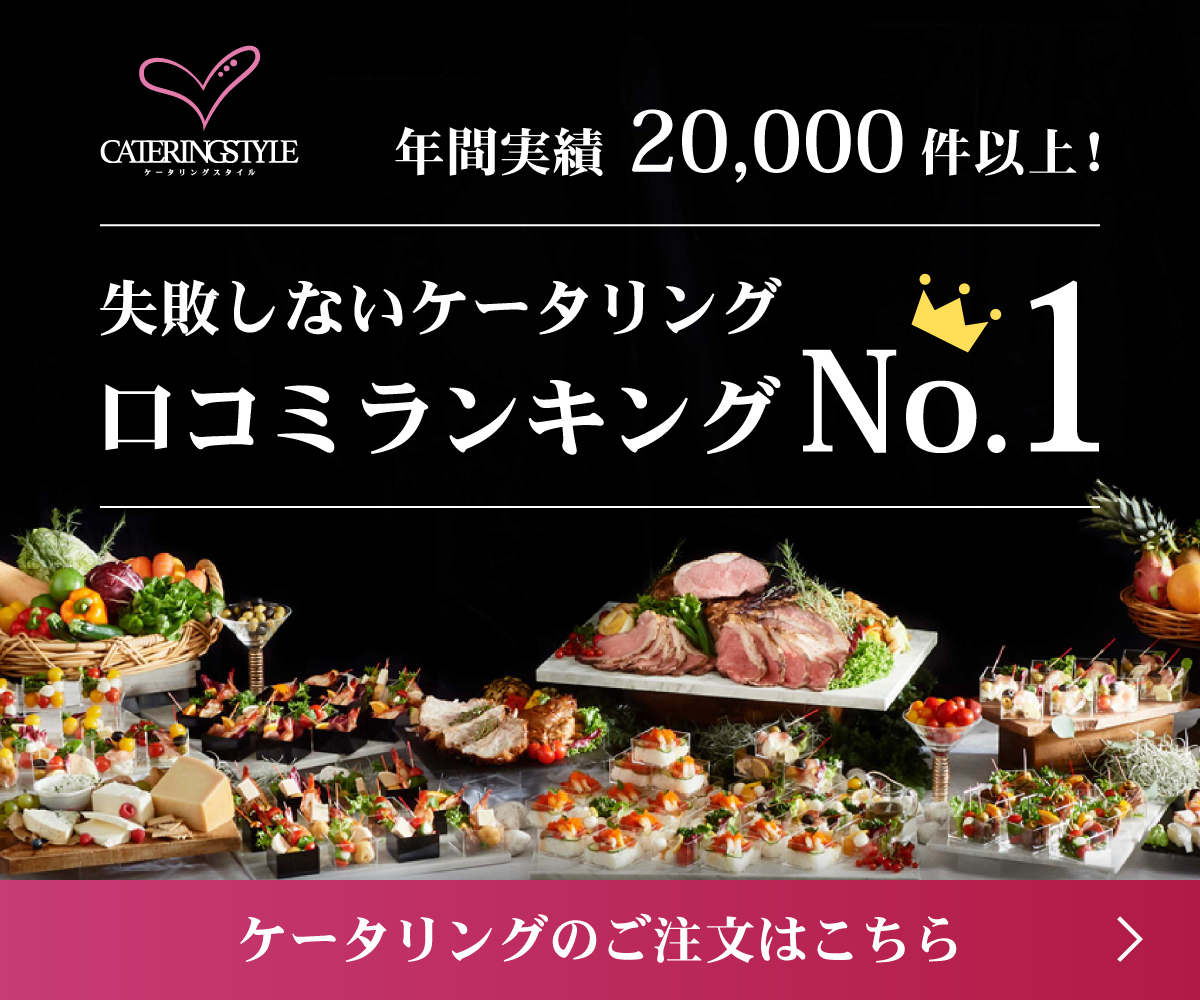 CATERINGSTYLE
ケータリングスタイル
年間実績 20,000 件以上!
失敗しないケータリング
口コミランキング No.1
ケータリングのご注文はこちら